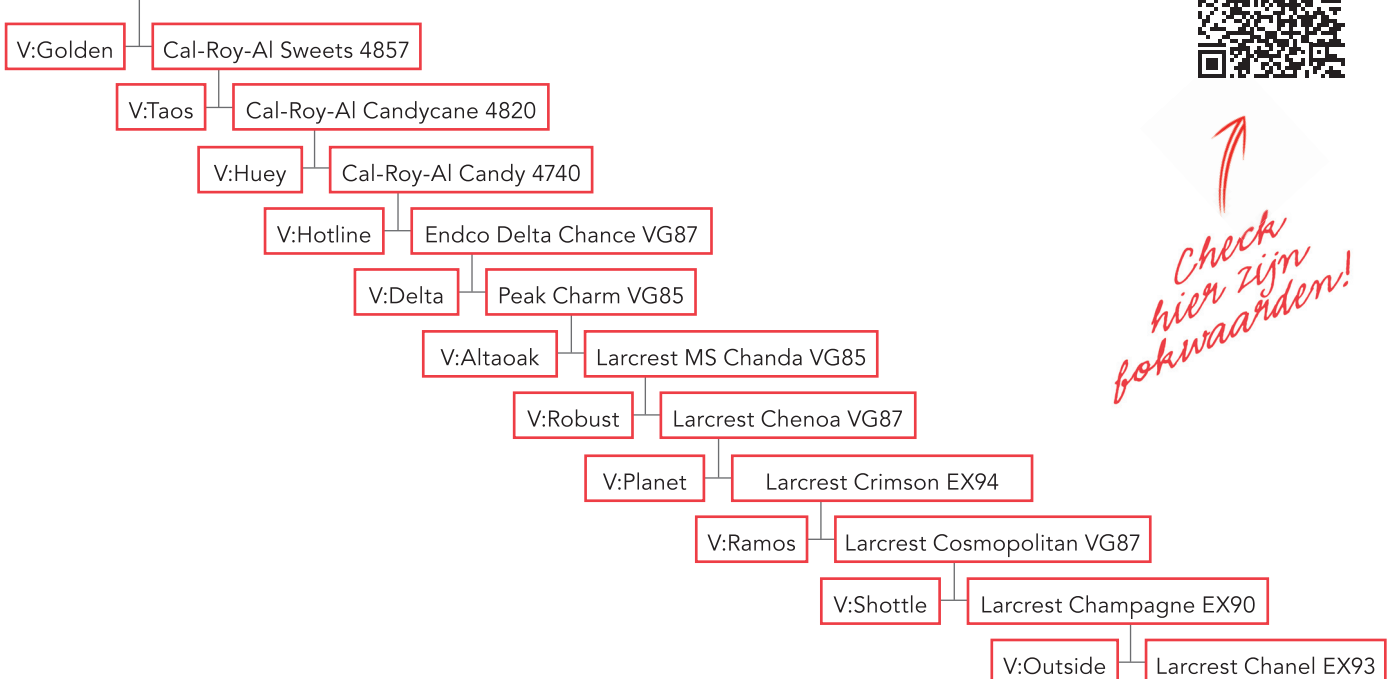 V:Golden Cal-Roy-Al Sweets 4857
V:Taos Cal-Roy-Al Candycane 4820
V:Huey Cal-Roy-Al Candy 4740
V:Hotline Endco Delta Chance VG87
V:Delta Peak Charm VG85
V:Altaoak Larcrest MS Chanda VG85
V:Robust Larcrest Chenoa VG87
V:Planet Larcrest Crimson EX94
V:Ramos Larcrest Cosmopolitan VG87
V:Shottle Larcrest Champagne EX90
V:Outside Larcrest Chanel EX93
Check
hier zijn
fokwaarden!